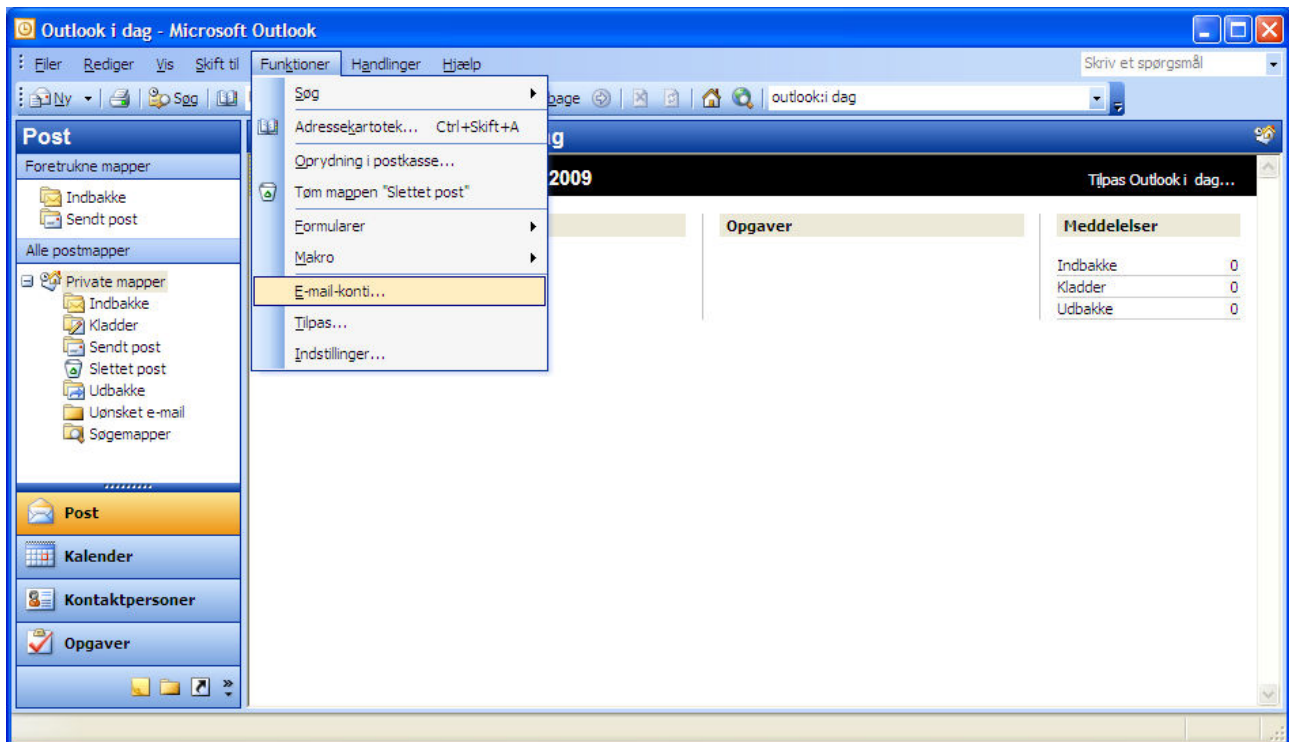 Outlook i dag - Microsoft Outlook
Filer Rediger Vis Skift til Funktioner Handlinger Hjælp Skriv et spørgsmål
Ny Søg bage outlook:i dag
Post
Foretrukne mapper
Indbakke
Sendt post
Alle postmapper
Private mapper
Indbakke
Kladder
Sendt post
Slettet post
Udbakke
Uønsket e-mail
Søgemapper
Post
Kalender
Kontaktpersoner
Opgaver
Søg
Adressekartotek... Ctrl+Skift+A
Oprydning i postkasse...
Tøm mappen "Slettet post"
Formularer
Makro
E-mail-konti...
Tilpas...
Indstillinger...
2009 Tilpas Outlook i dag...
Opgaver
Meddelelser
Indbakke 0
Kladder 0
Udbakke 0